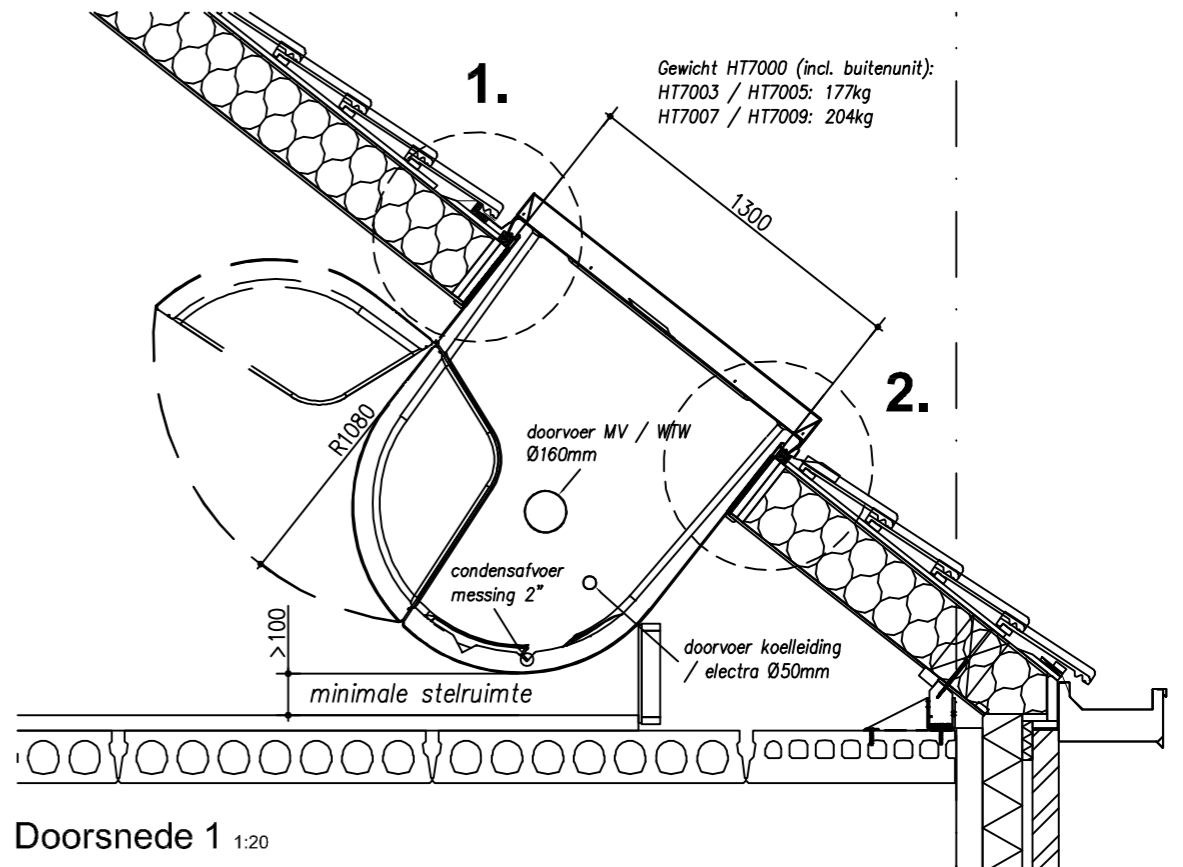 1.
Gewicht HT7000 (incl. buitenunit):
HT7003 / HT7005: 177kg
HT7007 / HT7009: 204kg
1300
2.
R1080
doorvoer MV / WTW
Ø160mm
condensafvoer
messing 2"
>100
doorvoer koelleiding
/ electra Ø50mm
minimale stelruimte
Doorsnede 1 1:20